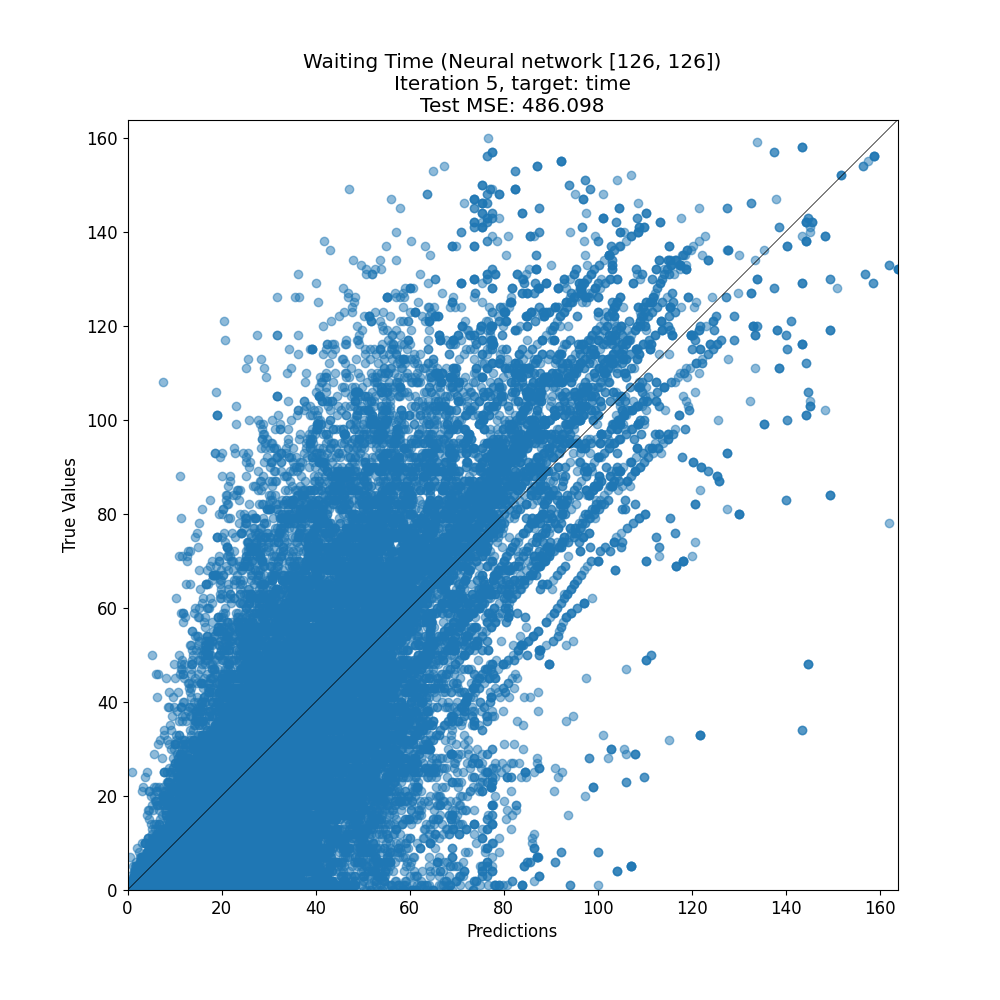 Waiting Time (Neural network [126, 126])
Iteration 5, target: time
Test MSE: 486.098
160
140
120
100
80
60
40
20
0
True Values
0 20 40 60 80 100 120 140 160
Predictions